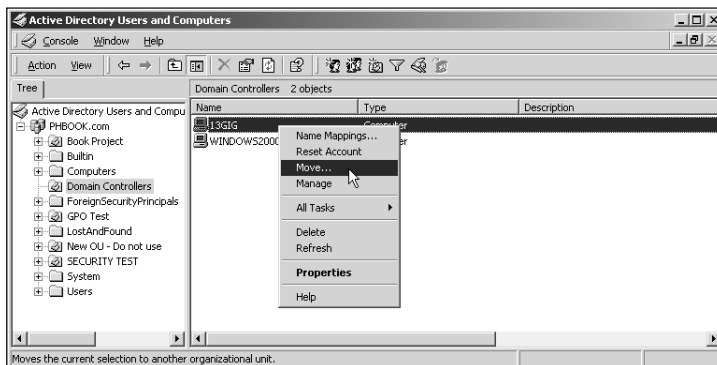 Active Directory Users and Computers
Console Window Help
Action View
Tree
Domain Controllers 2 objects
Active Directory Users and Compu
PHBOOK.com
Book Project
Builtin
Computers
Domain Controllers
ForeignSecurityPrincipals
GPO Test
LostAndFound
New OU - Do not use
SECURITY TEST
System
Users
Name Type Description
13GIG Computer
WINDOWS2000
Name Mappings...
Reset Account
Move...
Manage
All Tasks
Delete
Refresh
Properties
Help
Moves the current selection to another organizational unit.